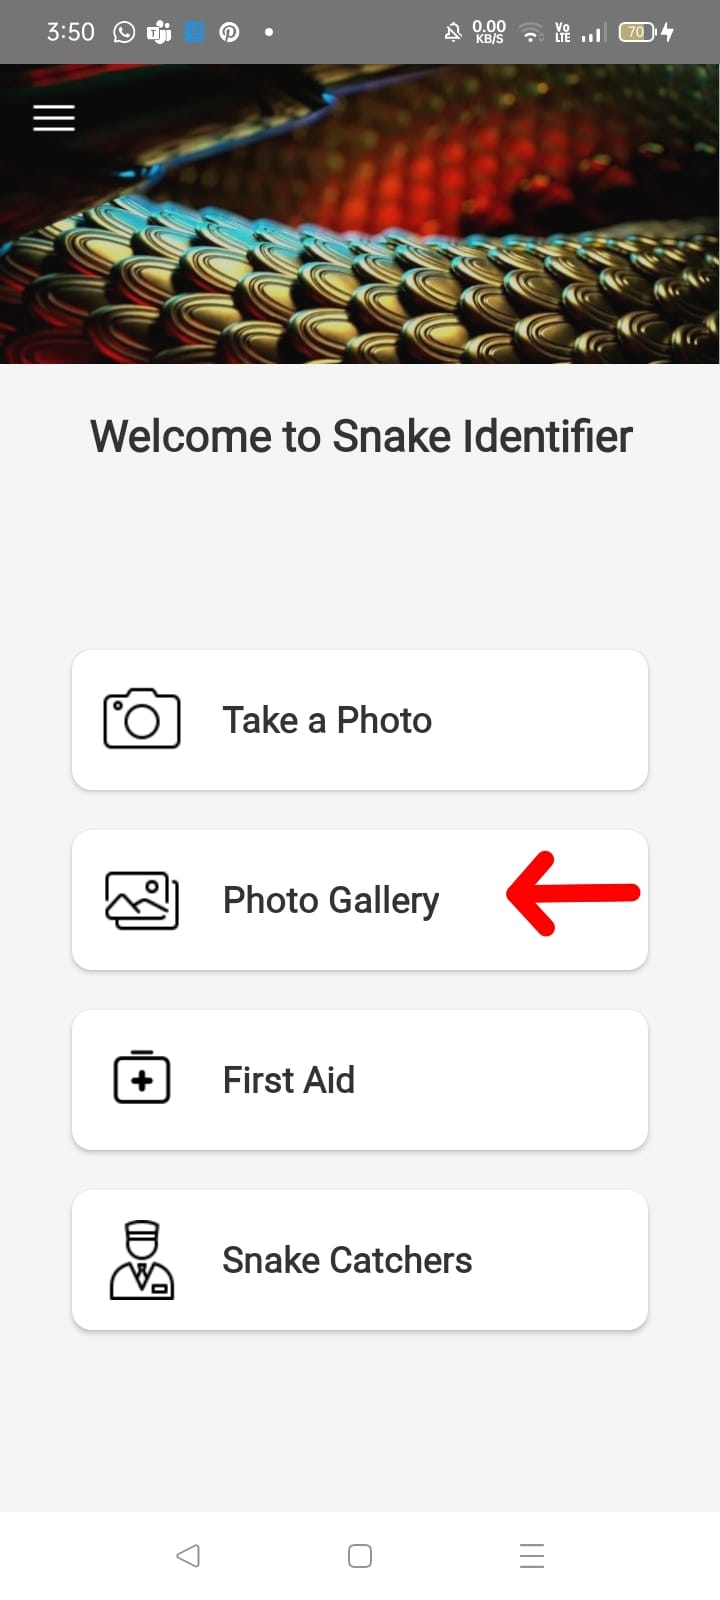 3:50 0.00 KB/S Vo LTE 70
Welcome to Snake Identifier
Take a Photo
Photo Gallery
First Aid
Snake Catchers